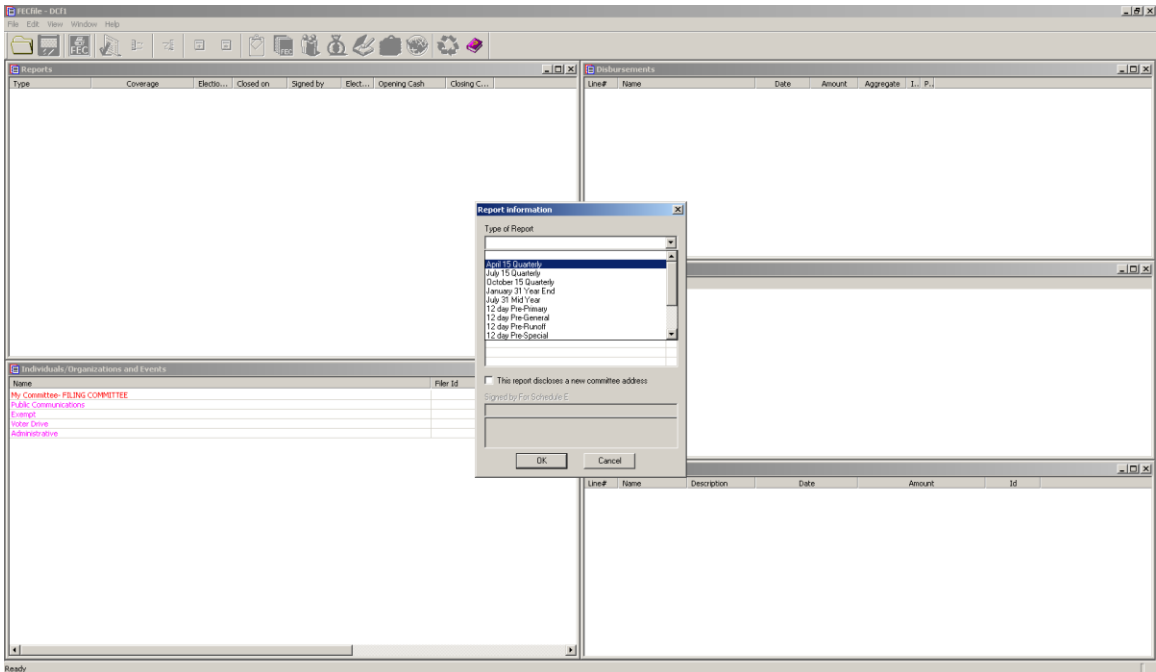 FECfile - DCf1
File Edit View Window Help
FEC
FEC
Reports
Type Coverage Electio... Closed on Signed by Elect... Opening Cash Closing C...
Disbursements
Line# Name Date Amount Aggregate I... P...
Report information
Type of Report
April 15 Quarterly
July 15 Quarterly
October 15 Quarterly
January 31 Year End
July 31 Mid Year
12 day Pre-Primary
12 day Pre-General
12 day Pre-Runoff
12 day Pre-Special
This report discloses a new committee address
Signed by For Schedule E
OK Cancel
Individuals/Organizations and Events
Name Filer Id
My Committee- FILING COMMITTEE
Public Communications
Exempt
Voter Drive
Administrative
Line# Name Description Date Amount Id
Ready